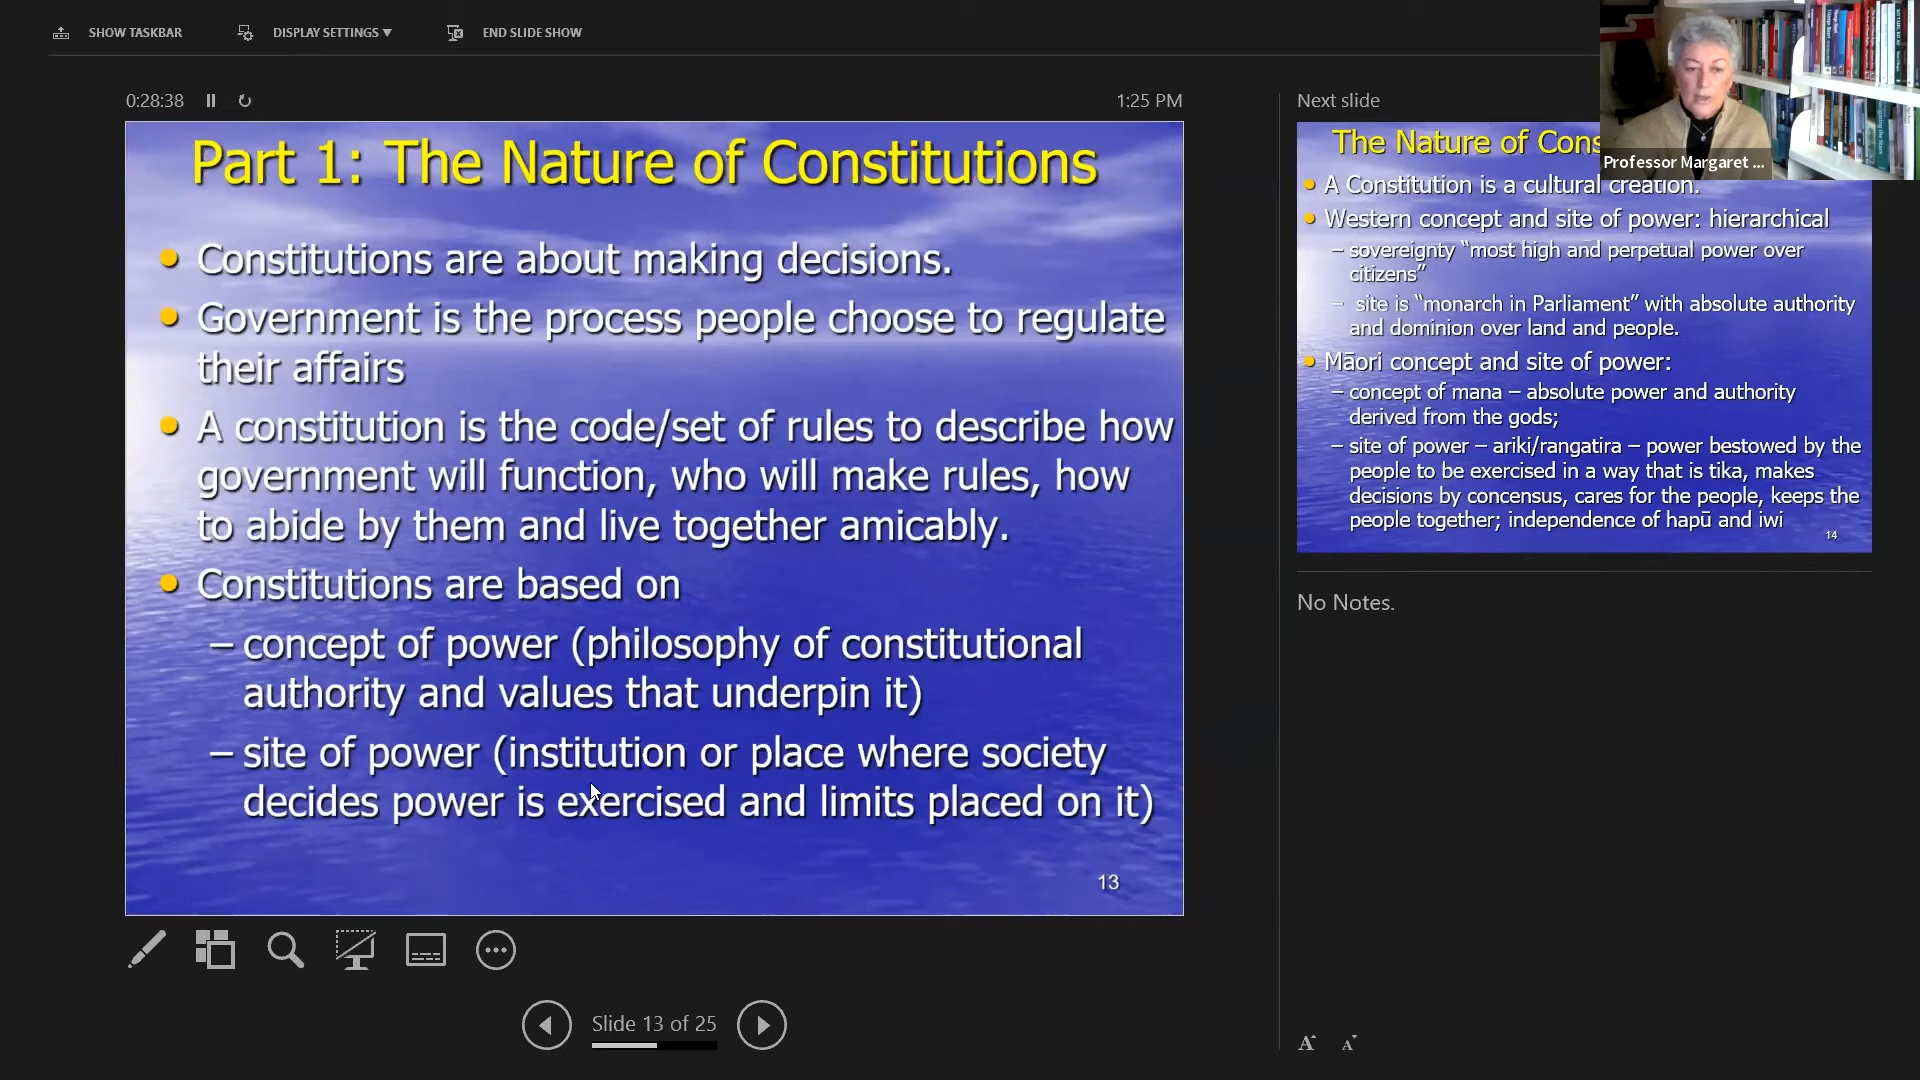 SHOW TASKBAR
DISPLAY SETTINGS ▼
END SLIDE SHOW
0:28:38
1:25 PM
Part 1: The Nature of Constitutions
• Constitutions are about making decisions.
• Government is the process people choose to regulate
their affairs
• A constitution is the code/set of rules to describe how
government will function, who will make rules, how
to abide by them and live together amicably.
• Constitutions are based on
– concept of power (philosophy of constitutional
authority and values that underpin it)
– site of power (institution or place where society
decides power is exercised and limits placed on it)
13
Slide 13 of 25
Next slide
Professor Margaret ...
The Nature of Cons
• A Constitution is a cultural creation.
• Western concept and site of power: hierarchical
– sovereignty “most high and perpetual power over
citizens”
– site is “monarch in Parliament” with absolute authority
and dominion over land and people.
• Māori concept and site of power:
– concept of mana – absolute power and authority
derived from the gods;
– site of power – ariki/rangatira – power bestowed by the
people to be exercised in a way that is tika, makes
decisions by concensus, cares for the people, keeps the
people together; independence of hapū and iwi
14
No Notes.
A A